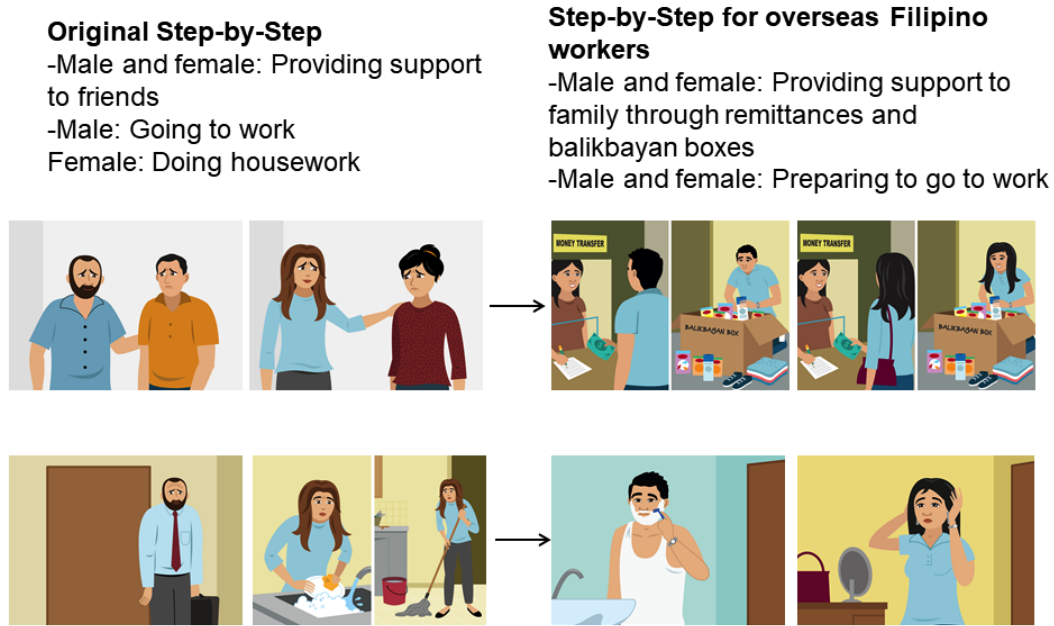 Original Step-by-Step
-Male and female: Providing support
to friends
-Male: Going to work
Female: Doing housework
Step-by-Step for overseas Filipino
workers
-Male and female: Providing support to
family through remittances and
balikbayan boxes
-Male and female: Preparing to go to work
MONEY TRANSFER
BALIKBAYAN BOX
MONEY TRANSFER
BALIKBAYAN BOX